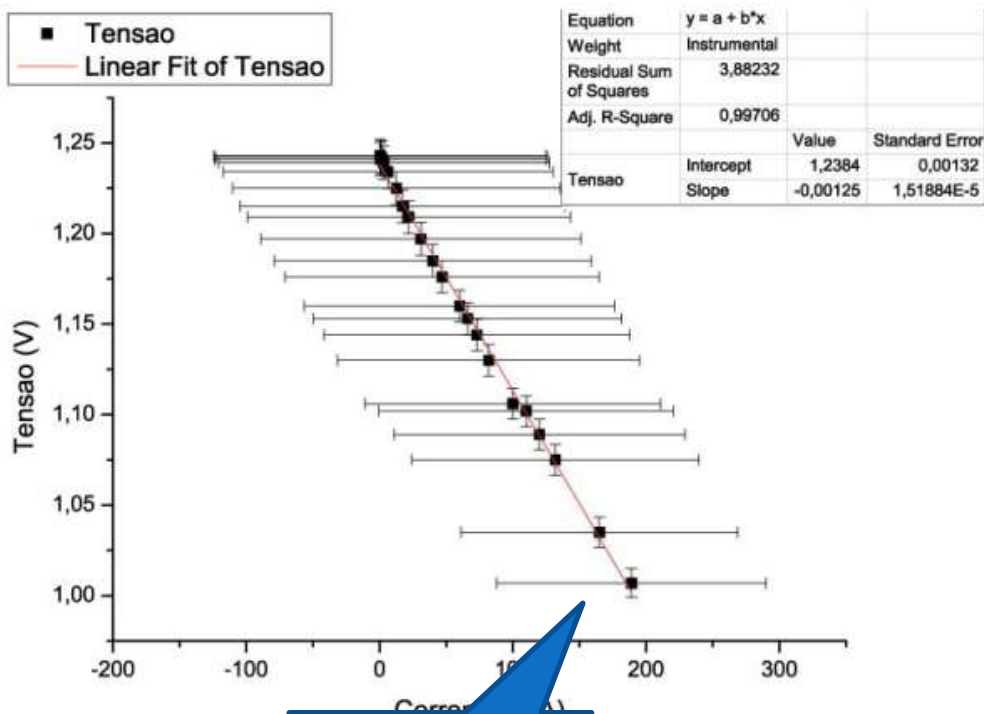 Tensao
Linear Fit of Tensao
Equation y = a + b*x
Weight Instrumental
Residual Sum of Squares 3,88232
Adj. R-Square 0,99706
Value Standard Error
Tensao Intercept 1,2384 0,00132
Slope -0,00125 1,51884E-5
1,25
1,20
1,15
1,10
1,05
1,00
Tensao (V)
-200 -100 0 200 300